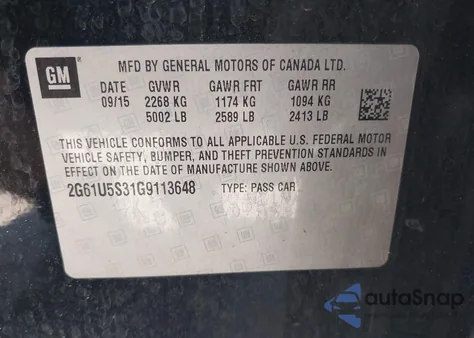 GM
MFD BY GENERAL MOTORS OF CANADA LTD.
DATE GVWR GAWR FRT GAWR RR
09/15 2268 KG 1174 KG 1094 KG
5002 LB 2589 LB 2413 LB
THIS VEHICLE CONFORMS TO ALL APPLICABLE U.S. FEDERAL MOTOR
VEHICLE SAFETY, BUMPER, AND THEFT PREVENTION STANDARDS IN
EFFECT ON THE DATE OF MANUFACTURE SHOWN ABOVE.
2G61U5S31G9113648 TYPE: PASS CAR
autoSnap